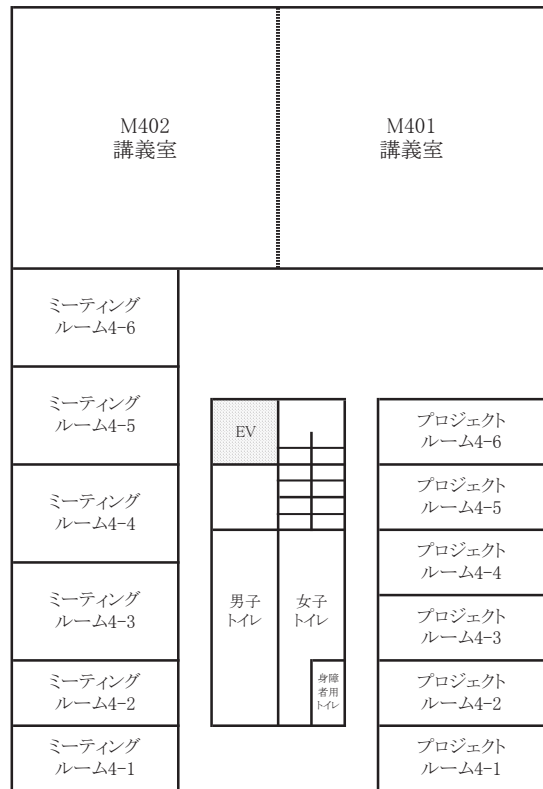 M402
講義室
M401
講義室
ミーティング
ルーム4-6
ミーティング
ルーム4-5
ミーティング
ルーム4-4
ミーティング
ルーム4-3
ミーティング
ルーム4-2
ミーティング
ルーム4-1
EV
男子
トイレ
女子
トイレ
身障
者用
トイレ
プロジェクト
ルーム4-6
プロジェクト
ルーム4-5
プロジェクト
ルーム4-4
プロジェクト
ルーム4-3
プロジェクト
ルーム4-2
プロジェクト
ルーム4-1